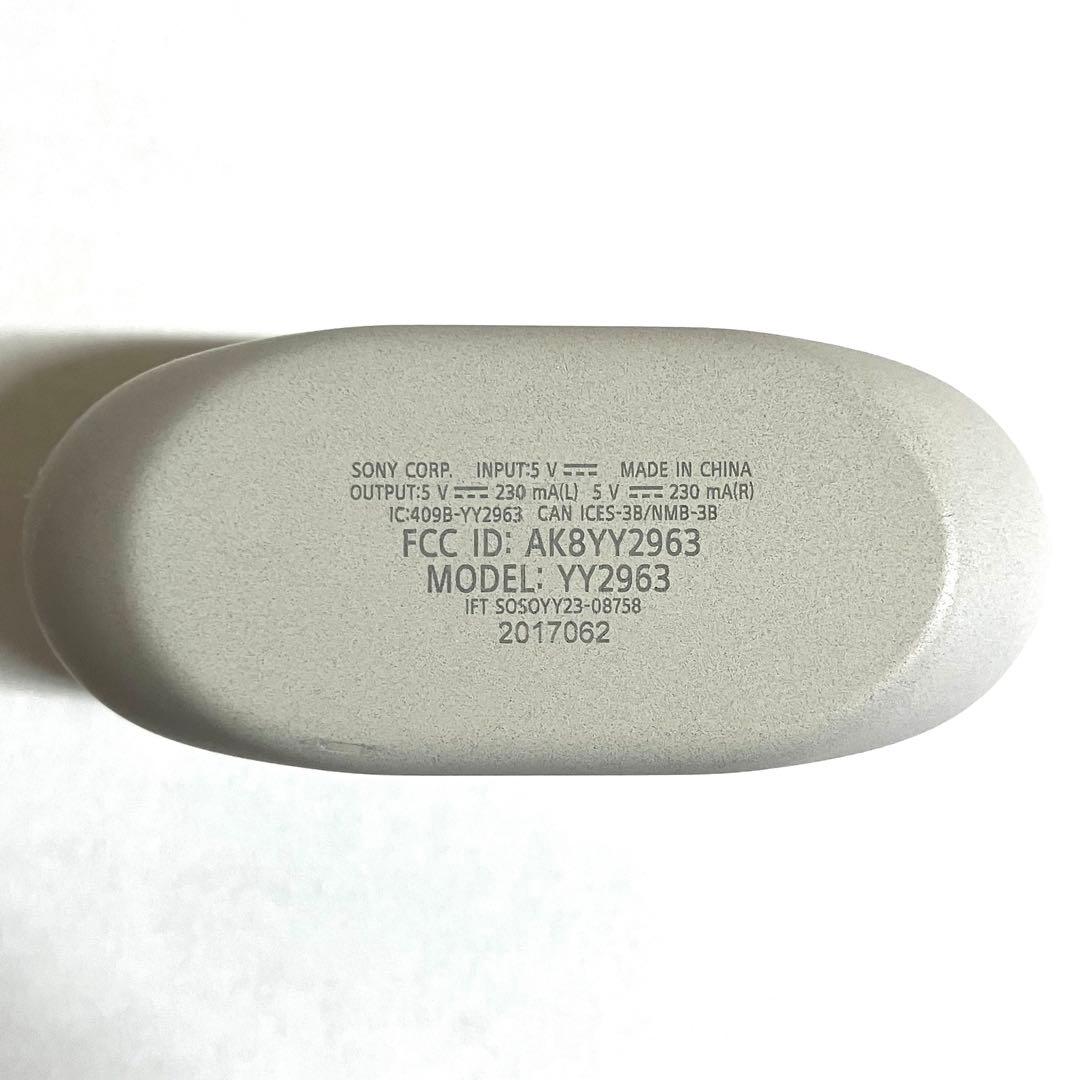 SONY CORP. INPUT:5 V ⎓ MADE IN CHINA
OUTPUT:5 V ⎓ 230 mA(L) 5 V ⎓ 230 mA(R)
IC:409B-YY2963 CAN ICES-3B/NMB-3B
FCC ID: AK8YY2963
MODEL: YY2963
IFT SOSOYY23-08758
2017062